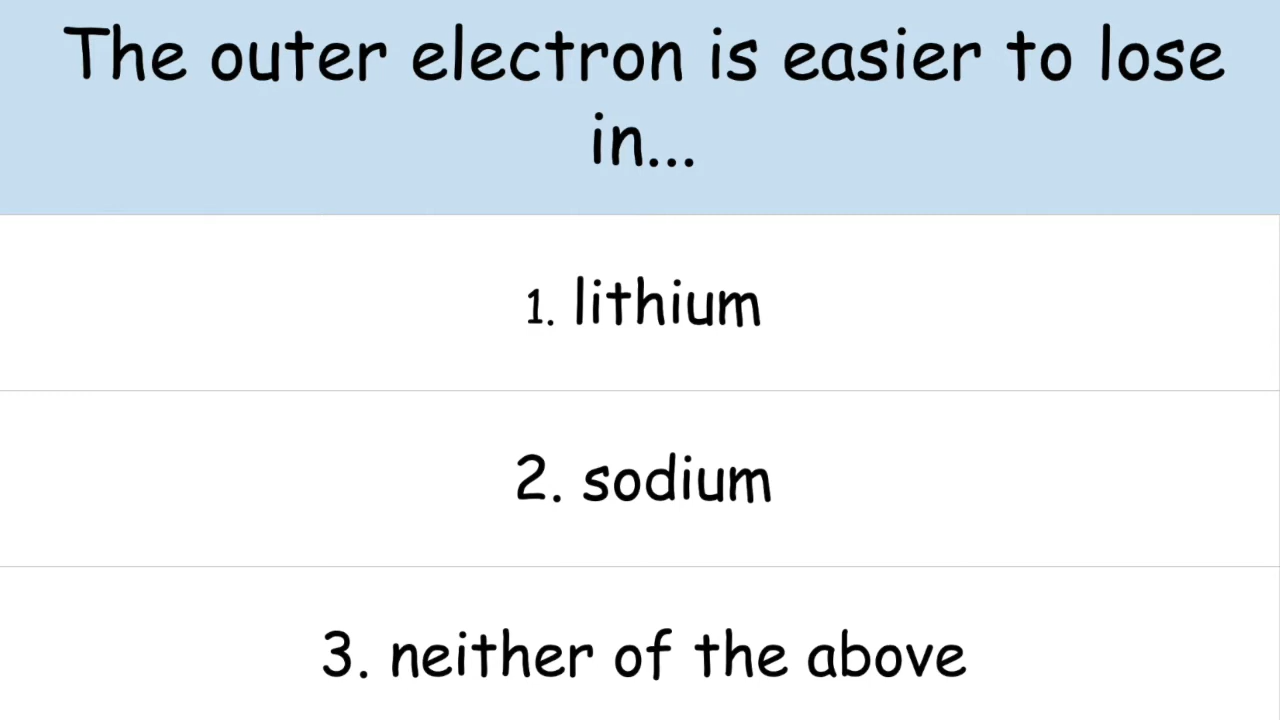 The outer electron is easier to lose
in...
1. lithium
2. sodium
3. neither of the above